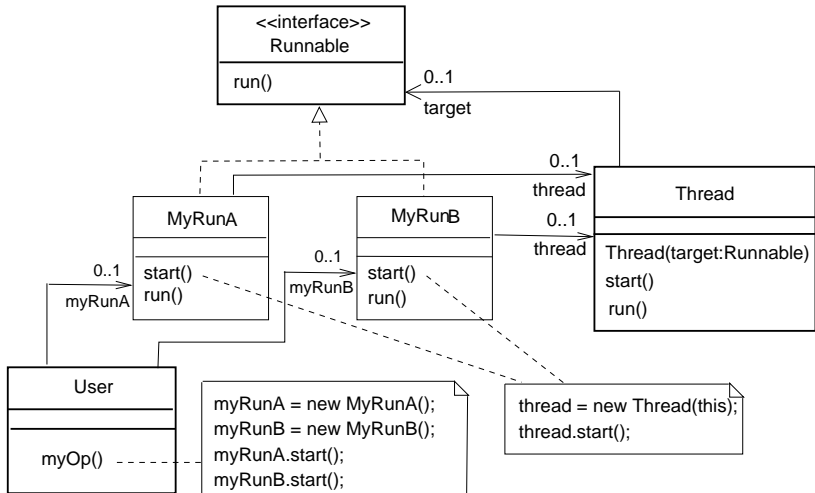 <<interface>>
Runnable
run()
0..1
target
0..1
thread
Thread
MyRunA
MyRunB
0..1
thread
Thread(target:Runnable)
start()
run()
0..1
myRunA
start()
run()
0..1
myRunB
start()
run()
User
myOp()
myRunA = new MyRunA();
myRunB = new MyRunB();
myRunA.start();
myRunB.start();
thread = new Thread(this);
thread.start();